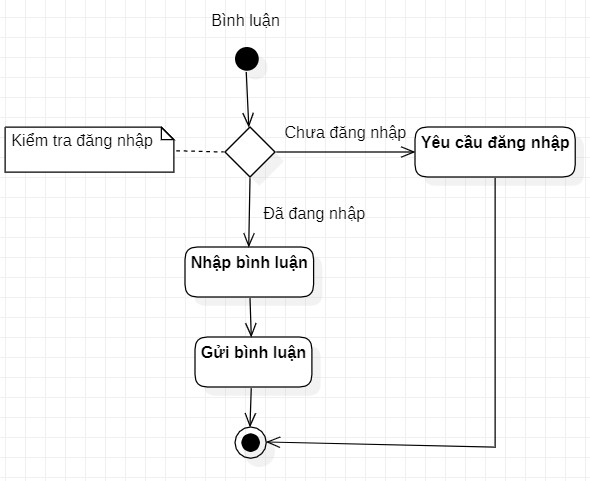 Bình luận
Kiểm tra đăng nhập
Chưa đăng nhập
Yêu cầu đăng nhập
Đã đang nhập
Nhập bình luận
Gửi bình luận